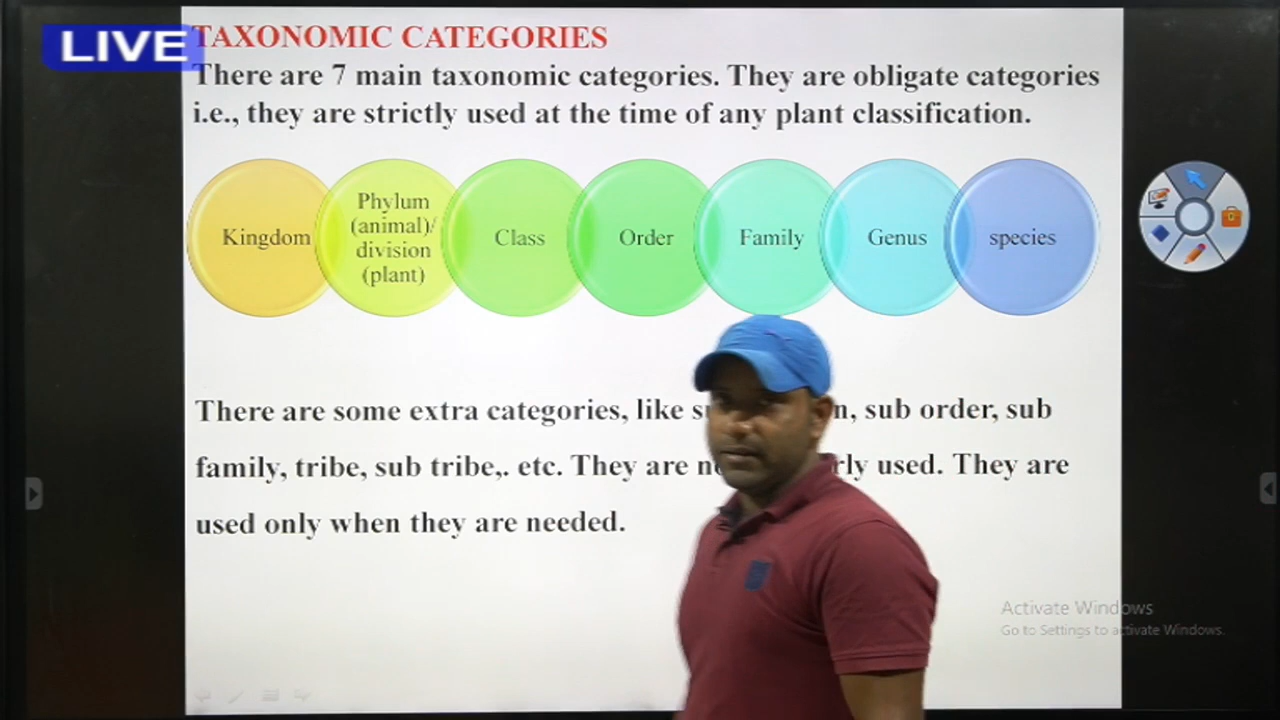 LIVE
TAXONOMIC CATEGORIES
There are 7 main taxonomic categories. They are obligate categories
i.e., they are strictly used at the time of any plant classification.
Kingdom
Phylum
(animal)/
division
(plant)
Class
Order
Family
Genus
species
There are some extra categories, like sub order, sub
family, tribe, sub tribe,. etc. They are used. They are
used only when they are needed.
Activate Windows
Go to Settings to activate Windows.